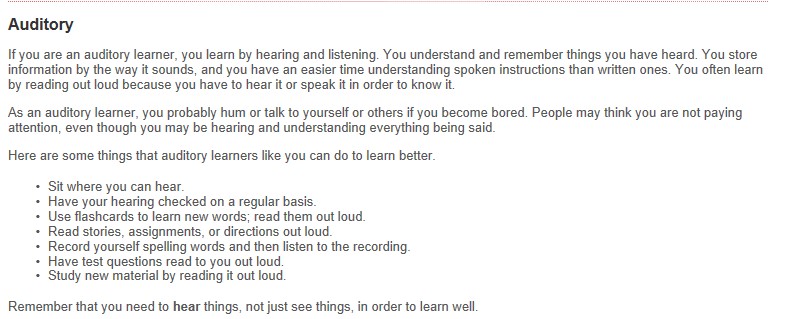 Auditory
If you are an auditory learner, you learn by hearing and listening. You understand and remember things you have heard. You store
information by the way it sounds, and you have an easier time understanding spoken instructions than written ones. You often learn
by reading out loud because you have to hear it or speak it in order to know it.
As an auditory learner, you probably hum or talk to yourself or others if you become bored. People may think you are not paying
attention, even though you may be hearing and understanding everything being said.
Here are some things that auditory learners like you can do to learn better.
• Sit where you can hear.
• Have your hearing checked on a regular basis.
• Use flashcards to learn new words; read them out loud.
• Read stories, assignments, or directions out loud.
• Record yourself spelling words and then listen to the recording.
• Have test questions read to you out loud.
• Study new material by reading it out loud.
Remember that you need to hear things, not just see things, in order to learn well.